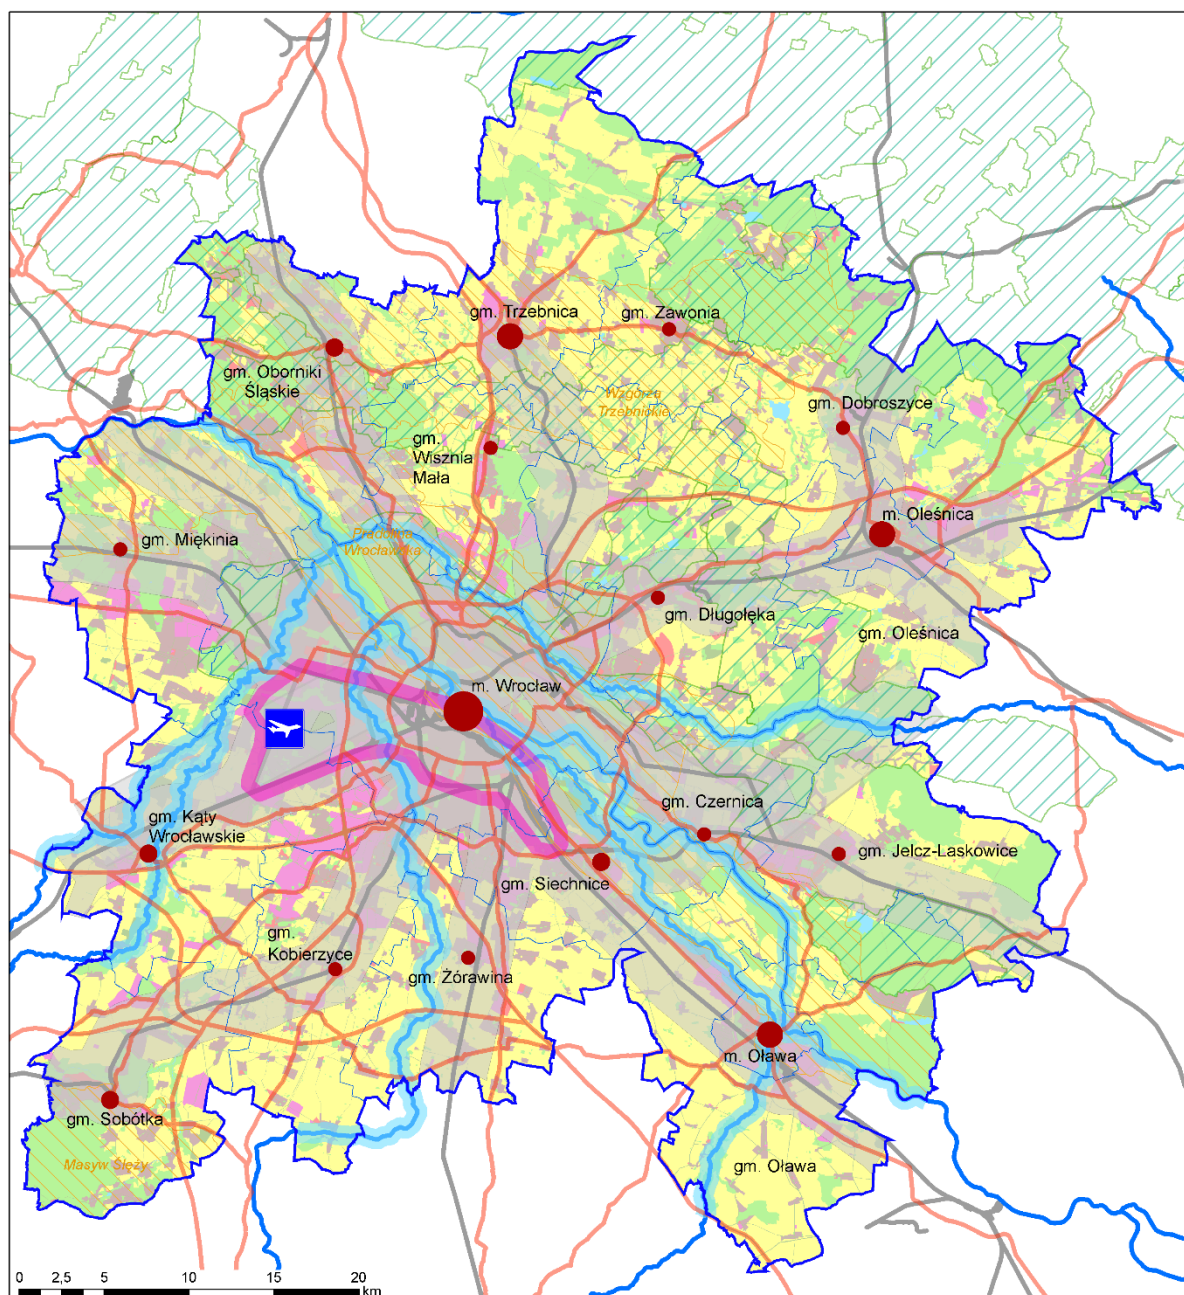 gm. Trzebnica
gm. Zawonia
gm. Oborniki
Śląskie
Wzgórza
Trzebnickie
gm. Dobroszyce
gm.
Wisznia
Mała
m. Oleśnica
gm. Miękinia
Pradolina
Wrocławska
gm. Długołęka
gm. Oleśnica
m. Wrocław
gm. Kąty
Wrocławskie
gm. Czernica
gm. Jelcz-Laskowice
gm. Siechnice
gm.
Kobierzyce
gm. Żórawina
m. Oława
gm. Sobótka
Masyw Ślęży
gm. Oława
0 2,5 5 10 15 20
km